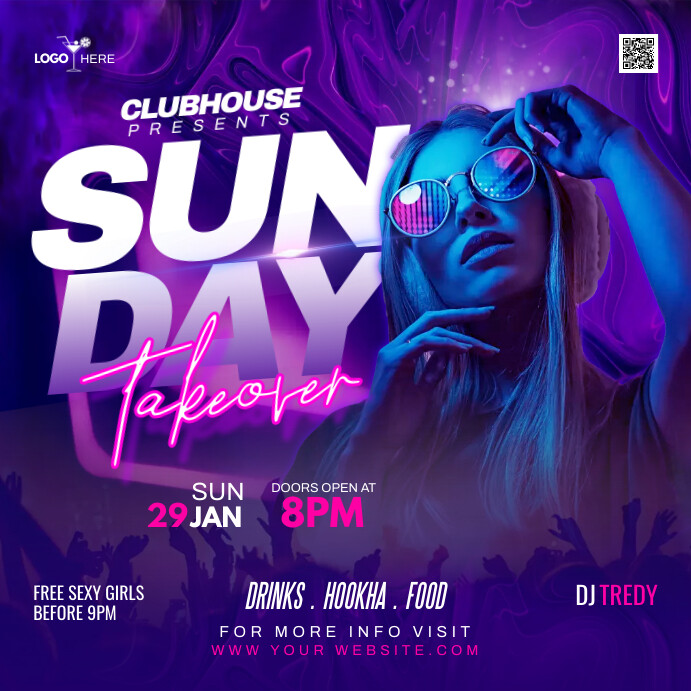 LOGO HERE
CLUBHOUSE
PRESENTS
SUN
DAY
Takeover
SUN
29 JAN
DOORS OPEN AT
8PM
FREE SEXY GIRLS
BEFORE 9PM
DRINKS . HOOKHA . FOOD
DJ TREDY
FOR MORE INFO VISIT
WWW YOUR WEBSITE.COM